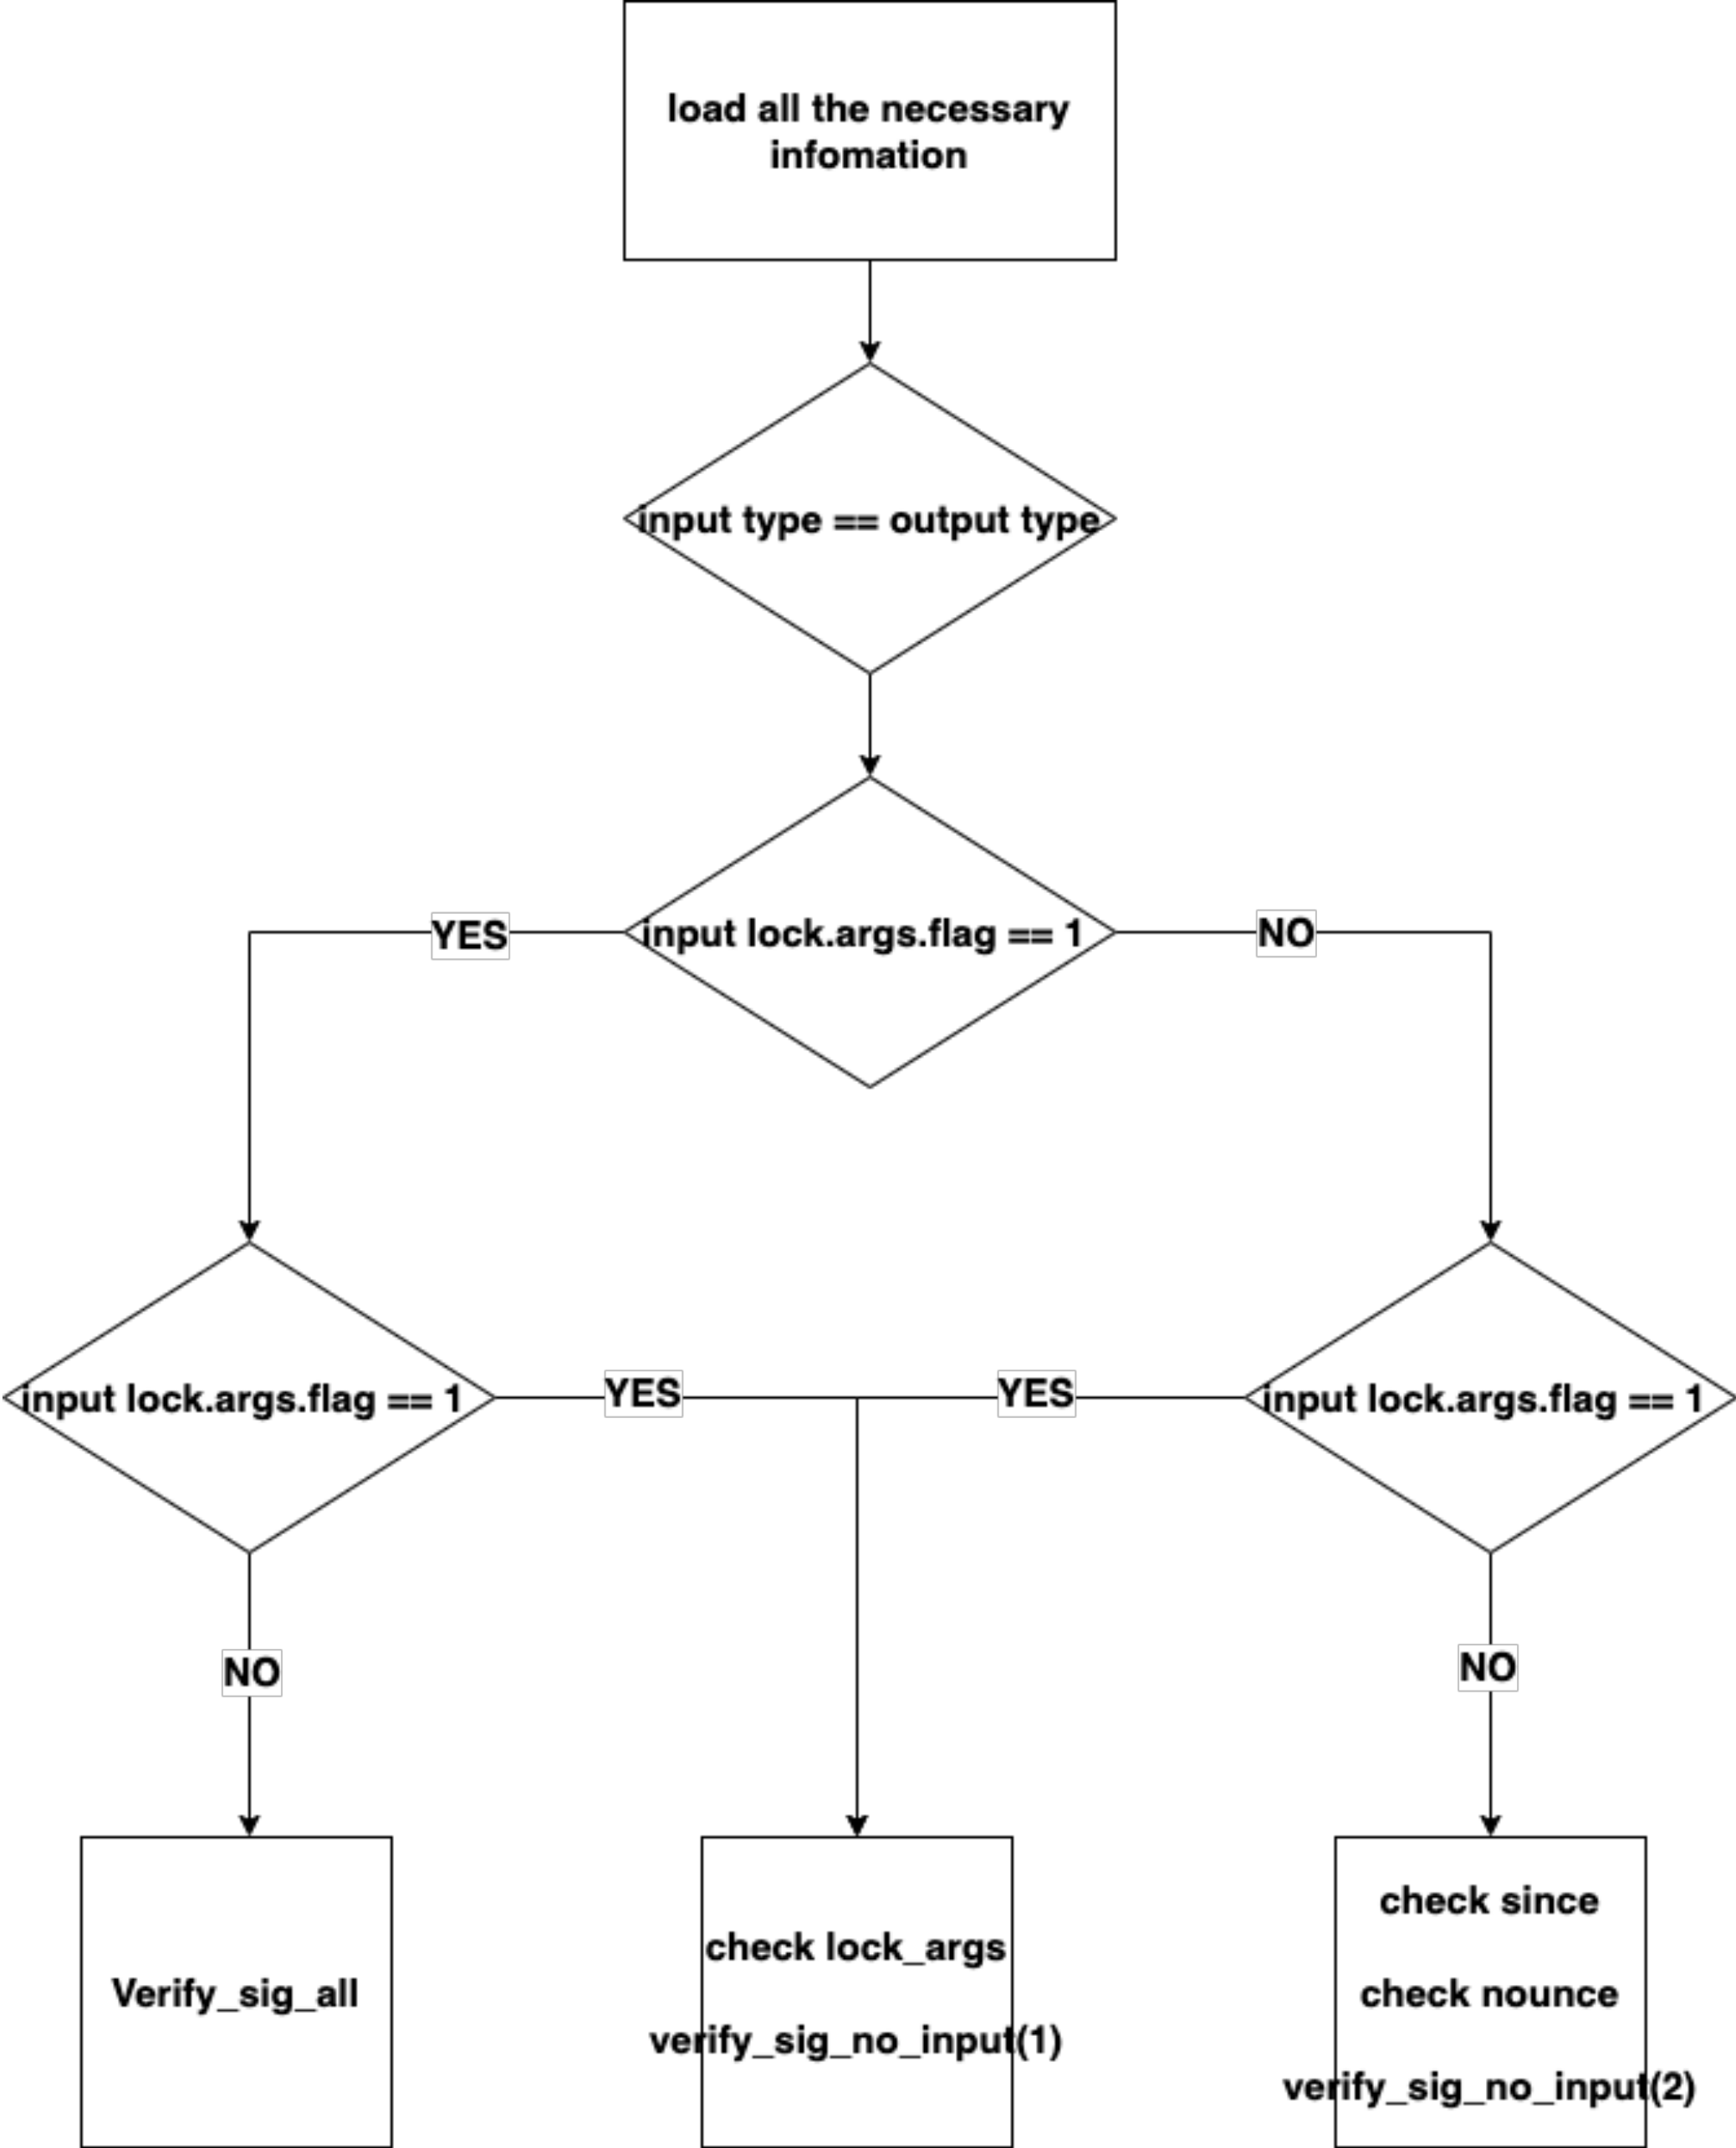 load all the necessary
infomation
input type == output type
YES
input lock.args.flag == 1
NO
input lock.args.flag == 1
YES
YES
input lock.args.flag == 1
NO
NO
Verify_sig_all
check lock_args
verify_sig_no_input(1)
check since
check nounce
verify_sig_no_input(2)